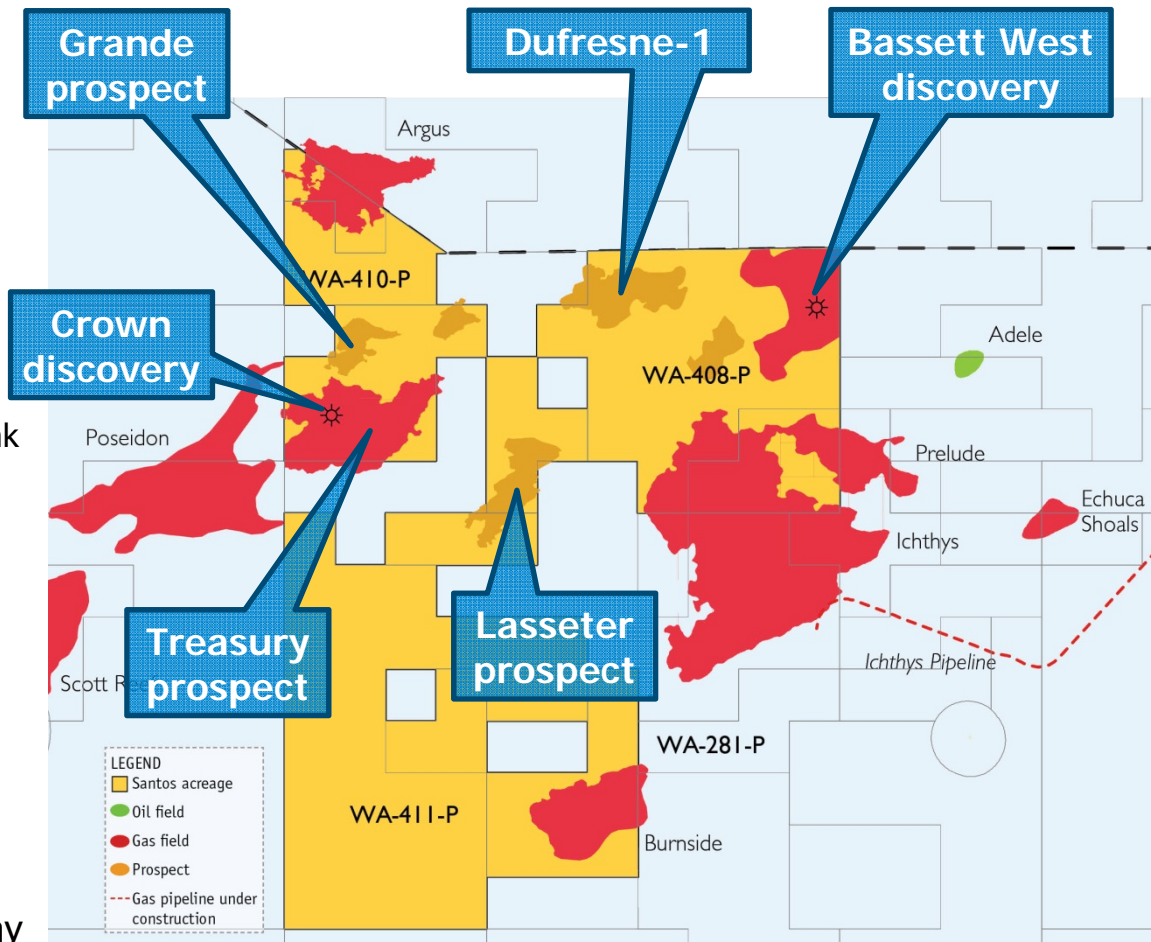 Grande
prospect
Dufresne-1
Bassett West
discovery
Argus
WA-410-P
Crown
discovery
Adele
WA-408-P
Poseidon
Prelude
Echuca
Shoals
Ichthys
Treasury
prospect
Lasseter
prospect
Ichthys Pipeline
Scott
WA-281-P
LEGEND
Santos acreage
Oil field
Gas field
Prospect
Gas pipeline under
construction
WA-411-P
Burnside